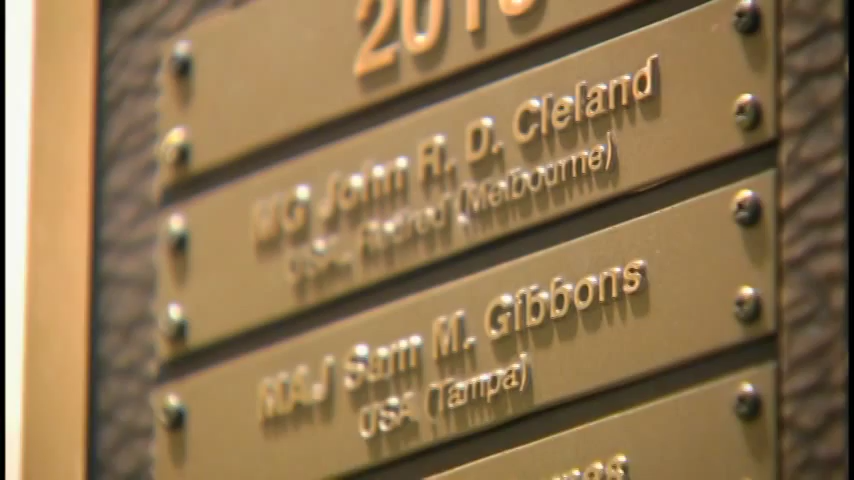 MG John R. D. Cleland
USA, Retired (Melbourne)
MAJ Sam M. Gibbons
USA (Tampa)